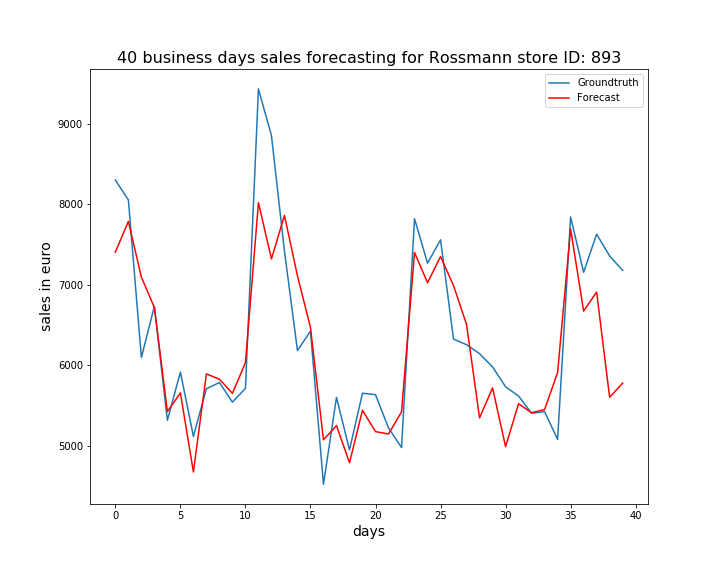 40 business days sales forecasting for Rossmann store ID: 893
Groundtruth
Forecast
9000
8000
7000
6000
5000
sales in euro
0 5 10 15 20 25 30 35 40
days